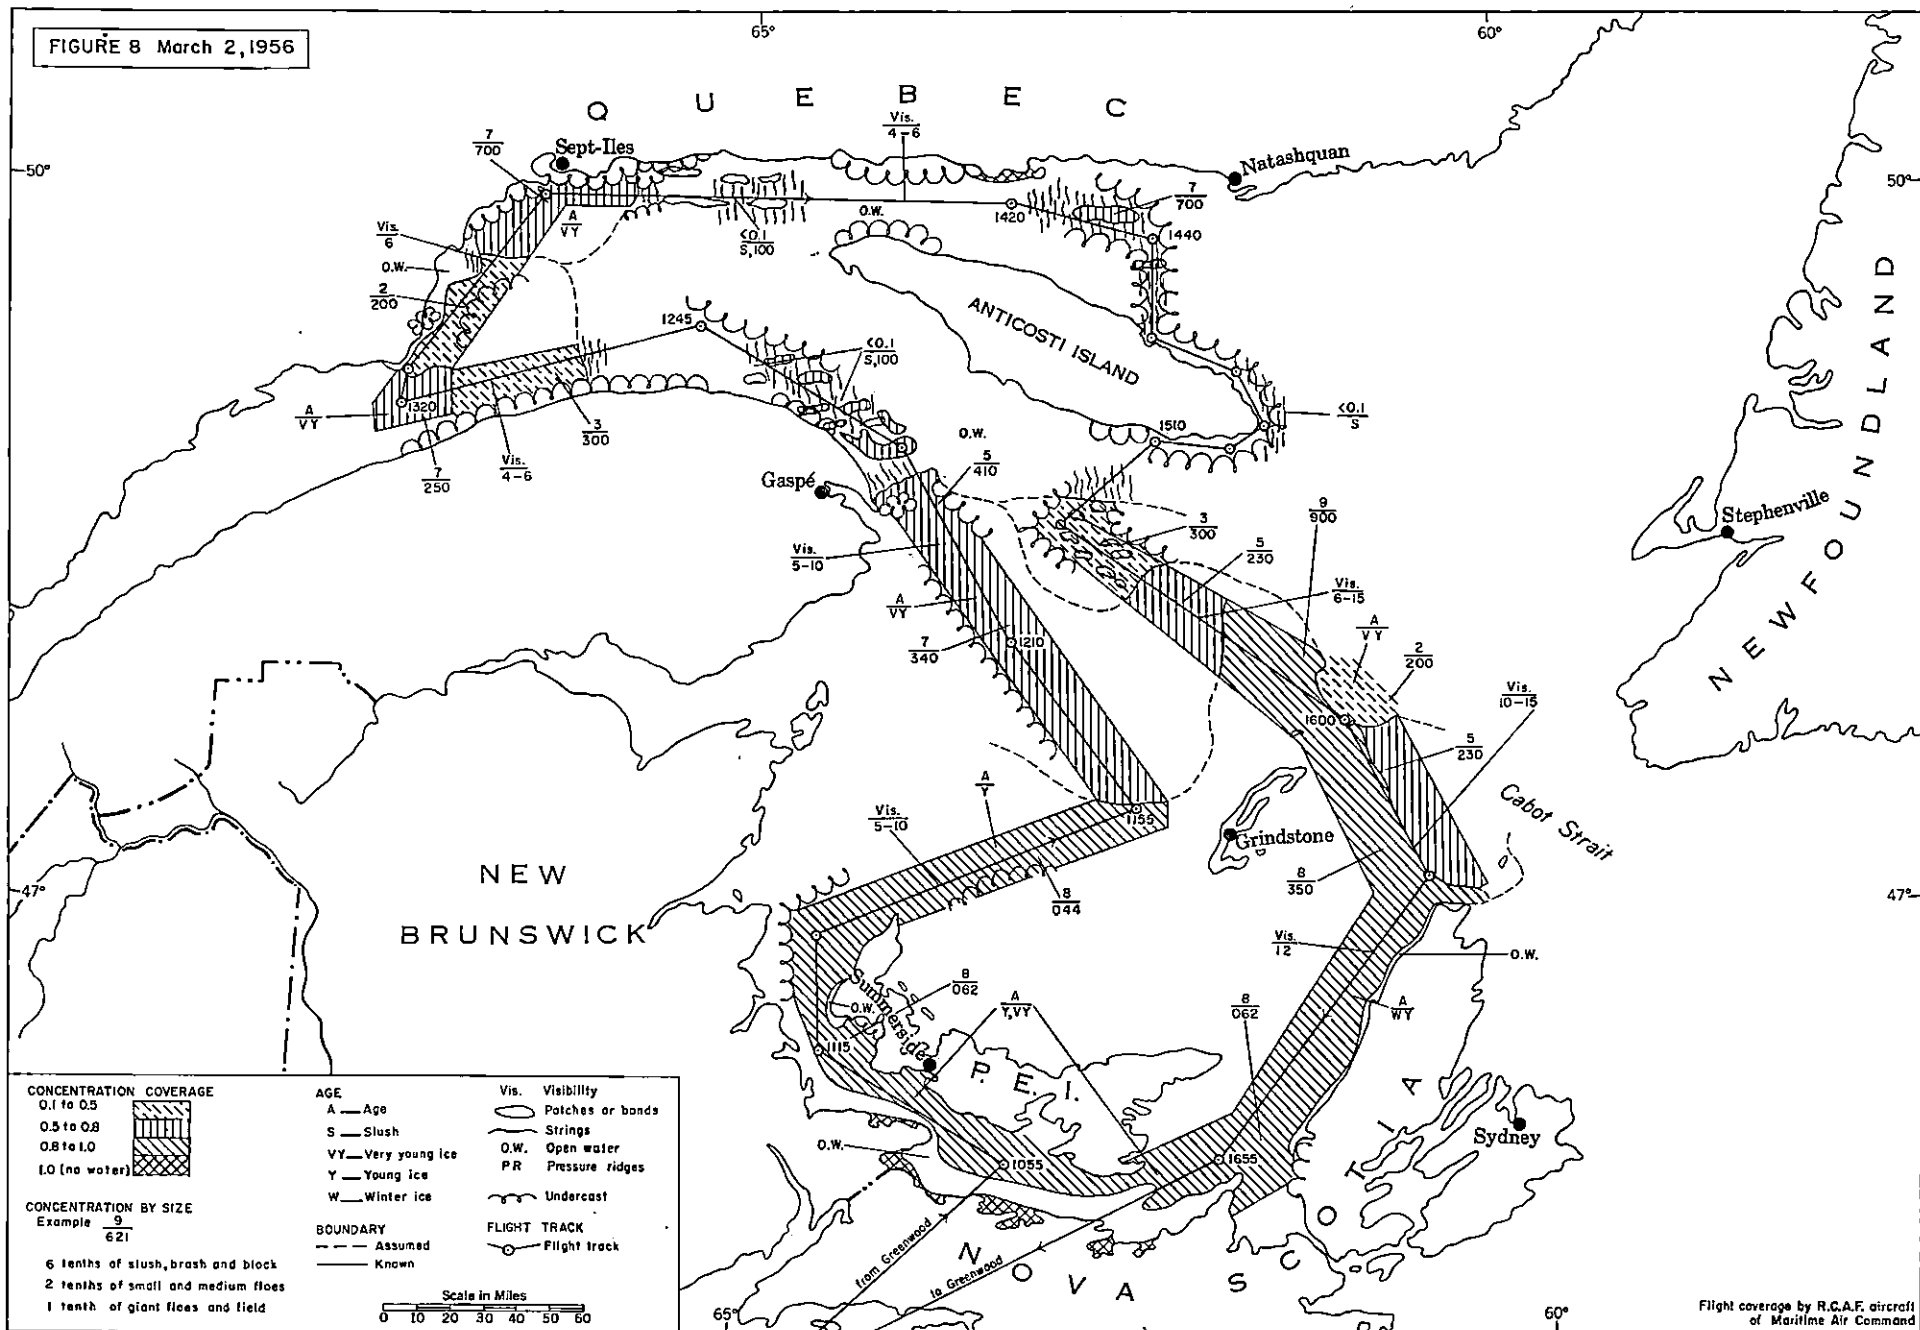 FIGURE 8 March 2, 1956
65°
60°
QUEBEC
Vis.
4-6
7
700
Sept-Iles
Natashquan
50°
50°
A
VY
<0.1
S,100
O.W.
1420
7
700
1440
Vis.
6
O.W.
2
200
1245
<0.1
S,100
ANTICOSTI ISLAND
NEWFOUNDLAND
A
VY
1320
7
250
Vis.
4-6
3
300
O.W.
1510
<0.1
S
Gaspé
5
410
Stephenville
Vis.
5-10
3
300
5
230
9
900
Vis.
6-15
A
VY
7
340
1210
A
VY
2
200
Vis.
10-15
1600
5
230
A
Y
Vis.
5-10
1155
Grindstone
Cabot Strait
NEW
BRUNSWICK
47°
47°
8
044
8
350
Vis.
12
O.W.
Summerside
O.W.
8
062
A
Y,VY
8
062
A
WY
1115
P.E.I.
O.W.
1055
1655
Sydney
NOVA SCOTIA
from Greenwood
to Greenwood
65°
60°
CONCENTRATION COVERAGE
0.1 to 0.5
0.5 to 0.8
0.8 to 1.0
1.0 (no water)
CONCENTRATION BY SIZE
Example 9
621
6 tenths of slush, brash and block
2 tenths of small and medium floes
1 tenth of giant floes and field
AGE
A — Age
S — Slush
VY — Very young ice
Y — Young ice
W — Winter ice
BOUNDARY
Assumed
Known
Vis. Visibility
Patches or bands
Strings
O.W. Open water
PR Pressure ridges
Undercast
FLIGHT TRACK
Flight track
Scale in Miles
0 10 20 30 40 50 60
Flight coverage by R.C.A.F. aircraft
of Maritime Air Command